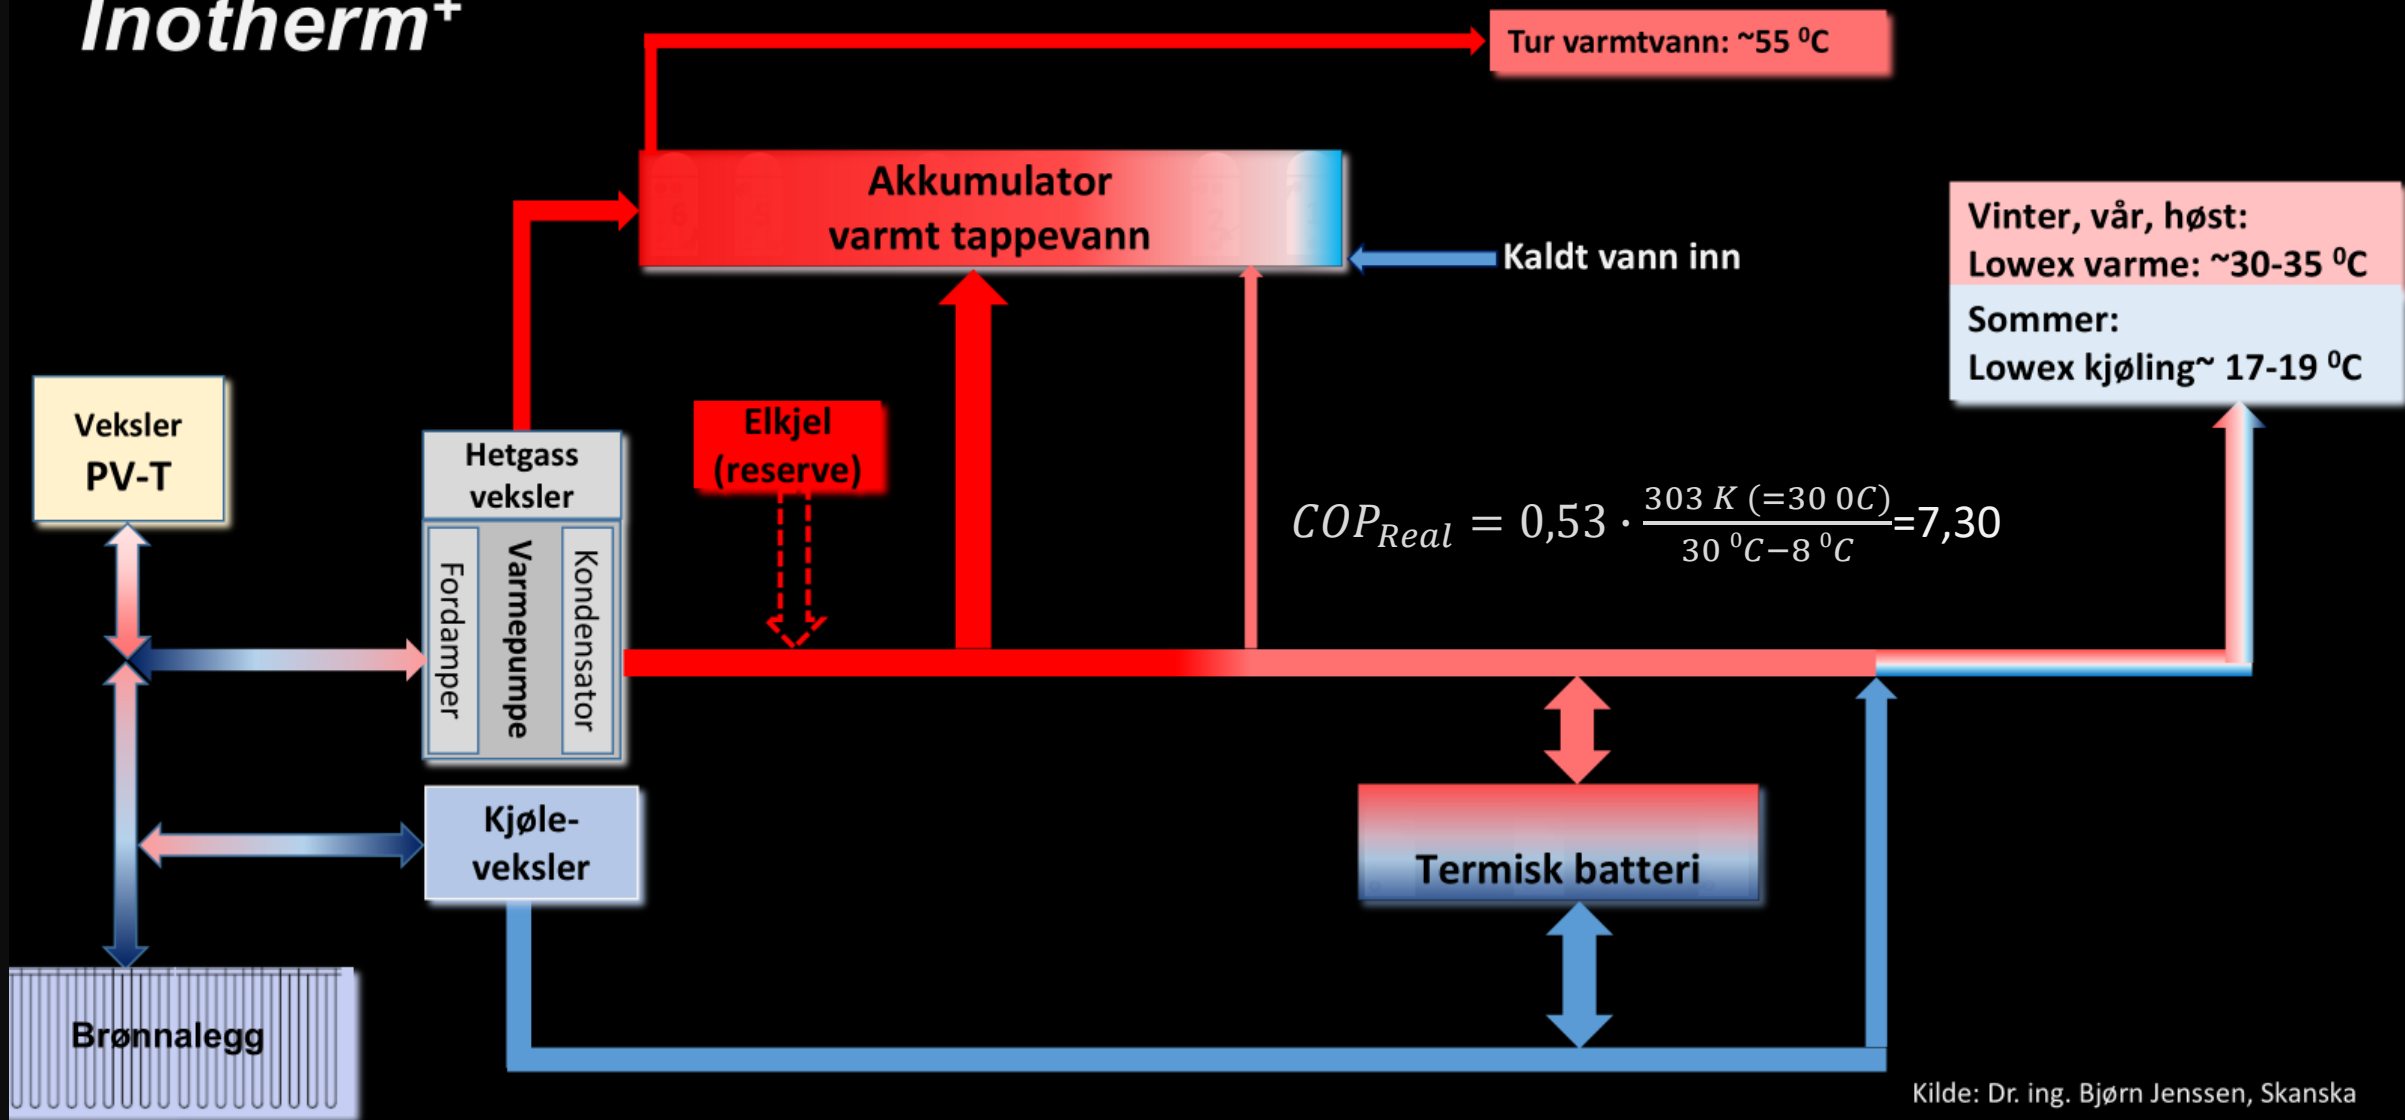 Inotherm⁺
Tur varmtvann: ~55 ⁰C
Akkumulator
varmt tappevann
Kaldt vann inn
Vinter, vår, høst:
Lowex varme: ~30-35 ⁰C
Sommer:
Lowex kjøling~ 17-19 ⁰C
Veksler
PV-T
Hetgass
veksler
Elkjel
(reserve)
Fordamper
Varmepumpe
Kondensator
COP_Real = 0,53 · 303 K (=30 0C)
30 ⁰C−8 ⁰C
=7,30
Kjøle-
veksler
Termisk batteri
Brønnalegg
Kilde: Dr. ing. Bjørn Jenssen, Skanska